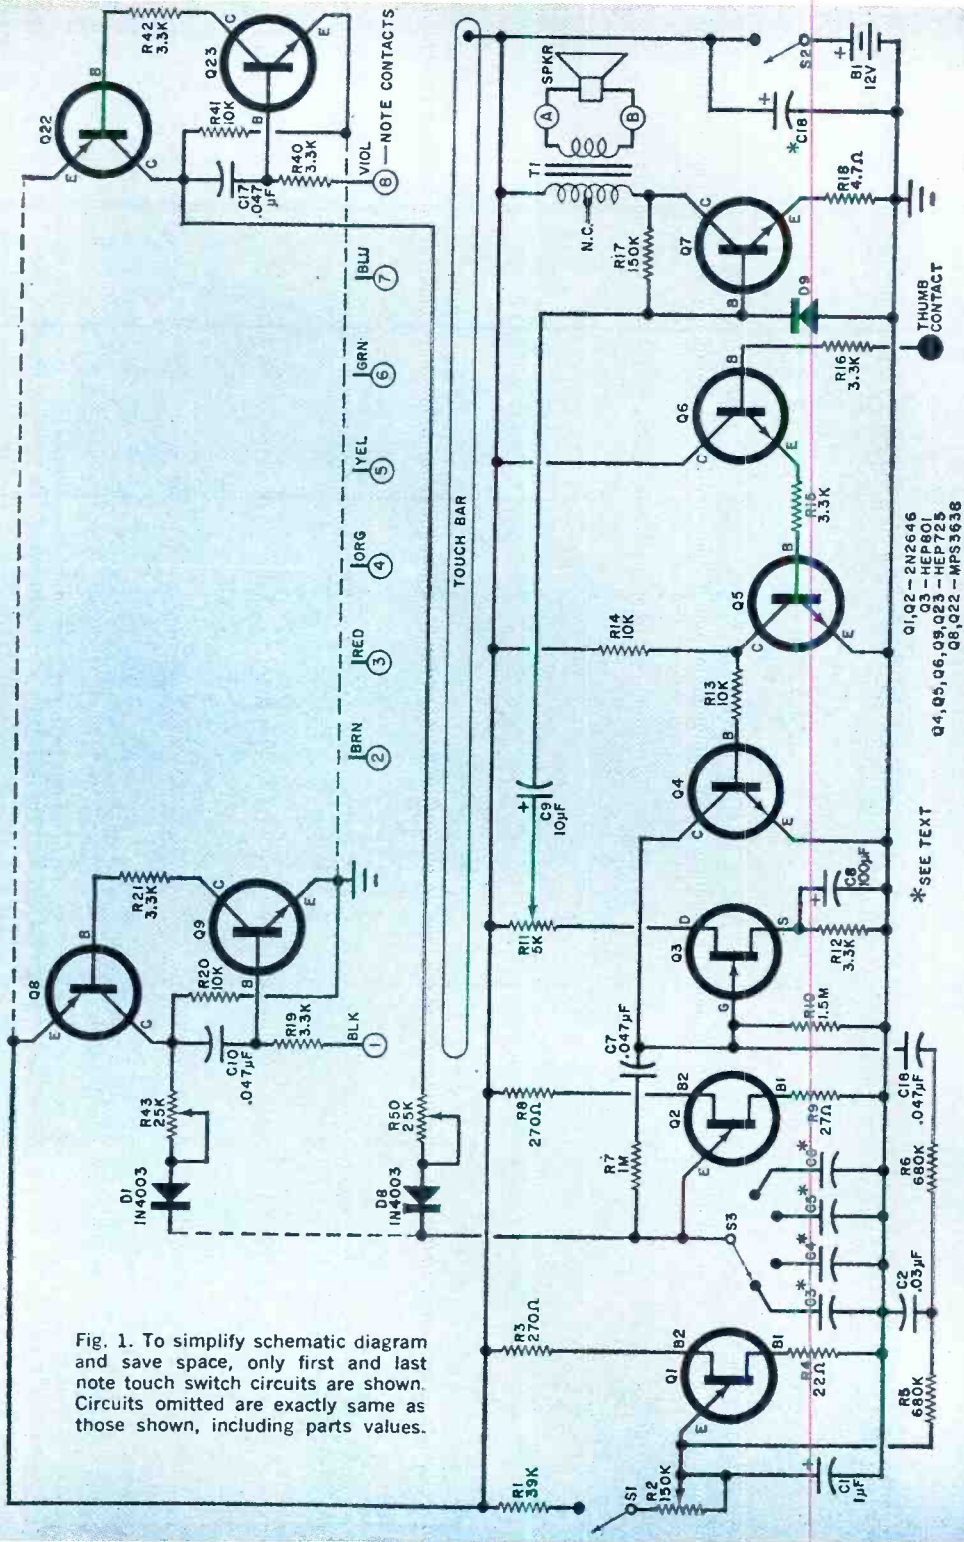 Q22
B
E
C
R42
3.3K
Q23
C
E
B
R41
10K
C17
.047
µF
R40
3.3K
VIOL
8
NOTE CONTACTS
BLU
7
GRN
6
YEL
5
ORG
4
RED
3
BRN
2
Q8
B
E
C
R21
3.3K
Q9
C
E
B
R20
10K
C10
.047µF
R19
3.3K
BLK
1
R43
25K
D1
1N4003
R50
25K
D8
1N4003
TOUCH BAR
SPKR
A
B
T1
N.C.
+
*C18
S2
+
B1
12V
R17
150K
Q7
C
B
E
R18
4.7Ω
D9
THUMB
CONTACT
R16
3.3K
Q6
B
C
E
R15
3.3K
Q5
B
C
E
R14
10K
R13
10K
Q4
B
C
E
+
C9
10µF
R11
5K
Q3
D
G
S
R12
3.3K
+
C8
100µF
R10
1.5M
C7
.047µF
R8
270Ω
R7
1M
Q2
B2
E
B1
R9
27Ω
C18
.047µF
R6
680K
S3
C6*
C5*
C4*
C3*
C2
.03µF
R3
270Ω
Q1
B2
E
B1
R4
22Ω
R5
680K
R1
39K
S1
R2
150K
+
C1
1µF
*SEE TEXT
Q1,Q2–2N2646
Q3–HEP801
Q4,Q5,Q6,Q9,Q23–HEP725
Q8,Q22–MPS3638
Fig. 1. To simplify schematic diagram
and save space, only first and last
note touch switch circuits are shown.
Circuits omitted are exactly same as
those shown, including parts values.